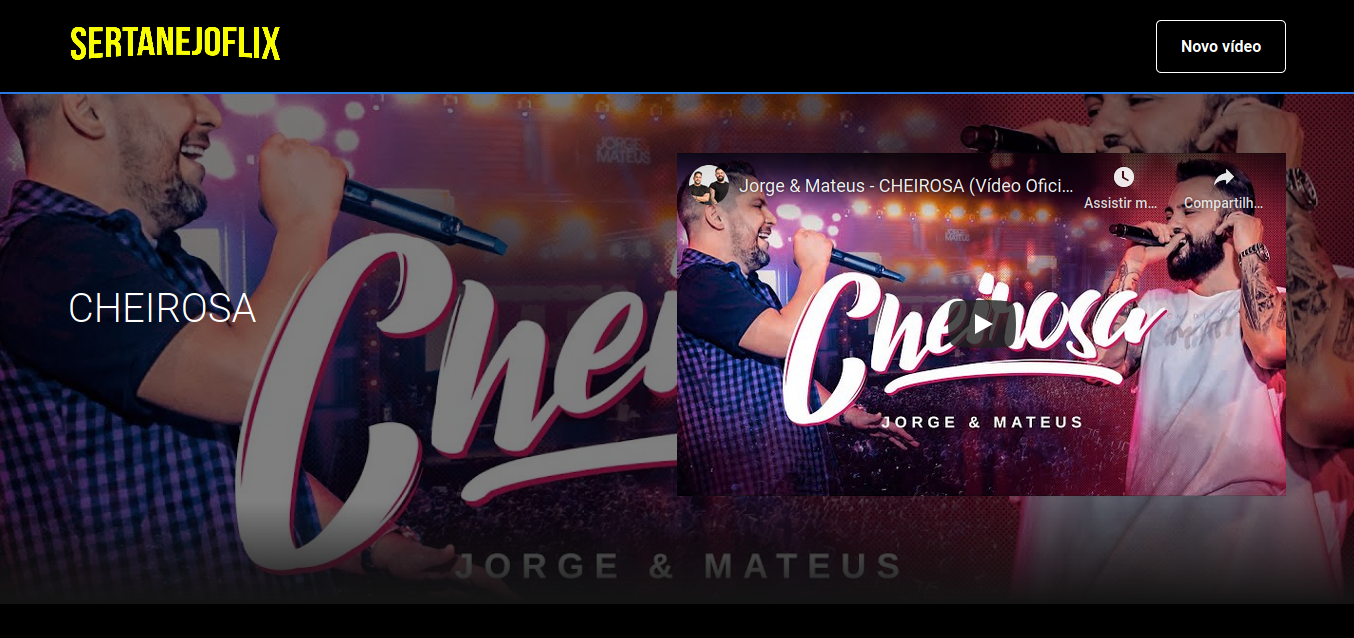 SERTANEJOFLIX
Novo vídeo
JORGE &
MATEUS
Jorge & Mateus - CHEIROSA (Vídeo Ofici...
Assistir m...
Compartilh...
JORGE &
MATEUS
CHEIROSA
Chei
Cheirosa
JORGE & MATEUS
JORGE & MATEUS